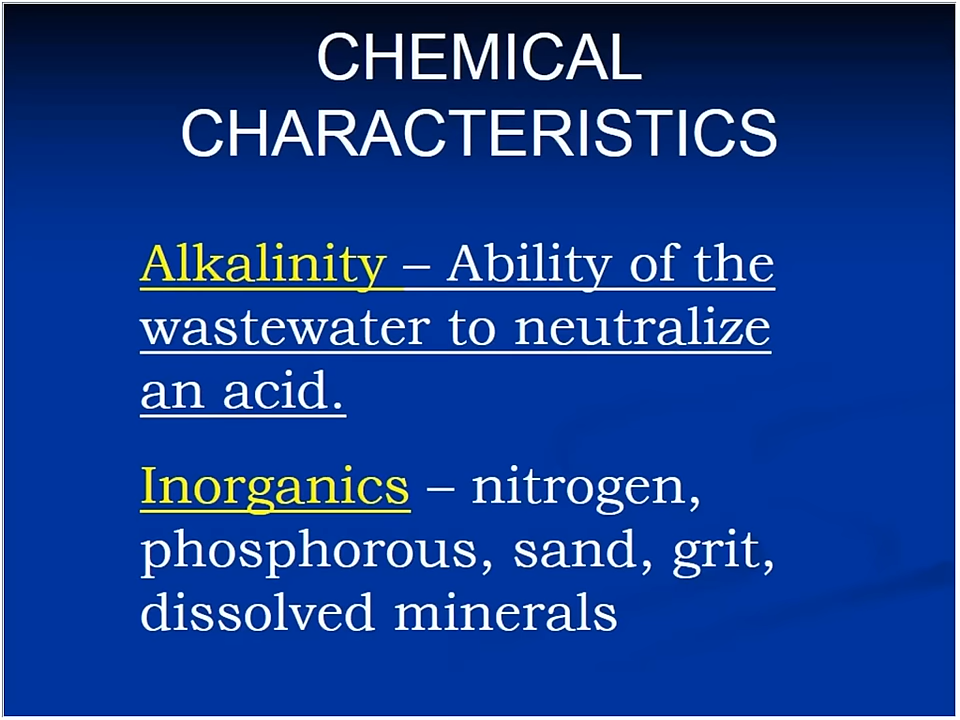 CHEMICAL
CHARACTERISTICS
Alkalinity – Ability of the
wastewater to neutralize
an acid.
Inorganics – nitrogen,
phosphorous, sand, grit,
dissolved minerals